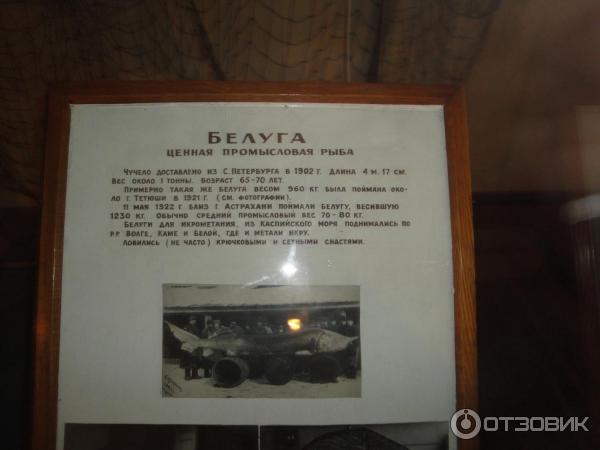 Белуга
ценная промысловая рыба
Чучело доставлено из С.Петербурга в 1902 г. Длина 4 м. 17 см.
Вес около 1 тонны. Возраст 65-70 лет.
Примерно такая же белуга весом 960 кг. была поймана око-
ло г. Тетюши в 1921 г. (см. фотографии).
11 мая 1922 г. близ г. Астрахани поймали белугу, весившую
1230 кг. Обычно средний промысловый вес 70-80 кг.
Белуги для икрометания, из Каспийского моря поднимались по
р.р. Волге, Каме и Белой, где и метали икру.
Ловились (не часто) крючковыми и сетными снастями.
ОТЗОВИК